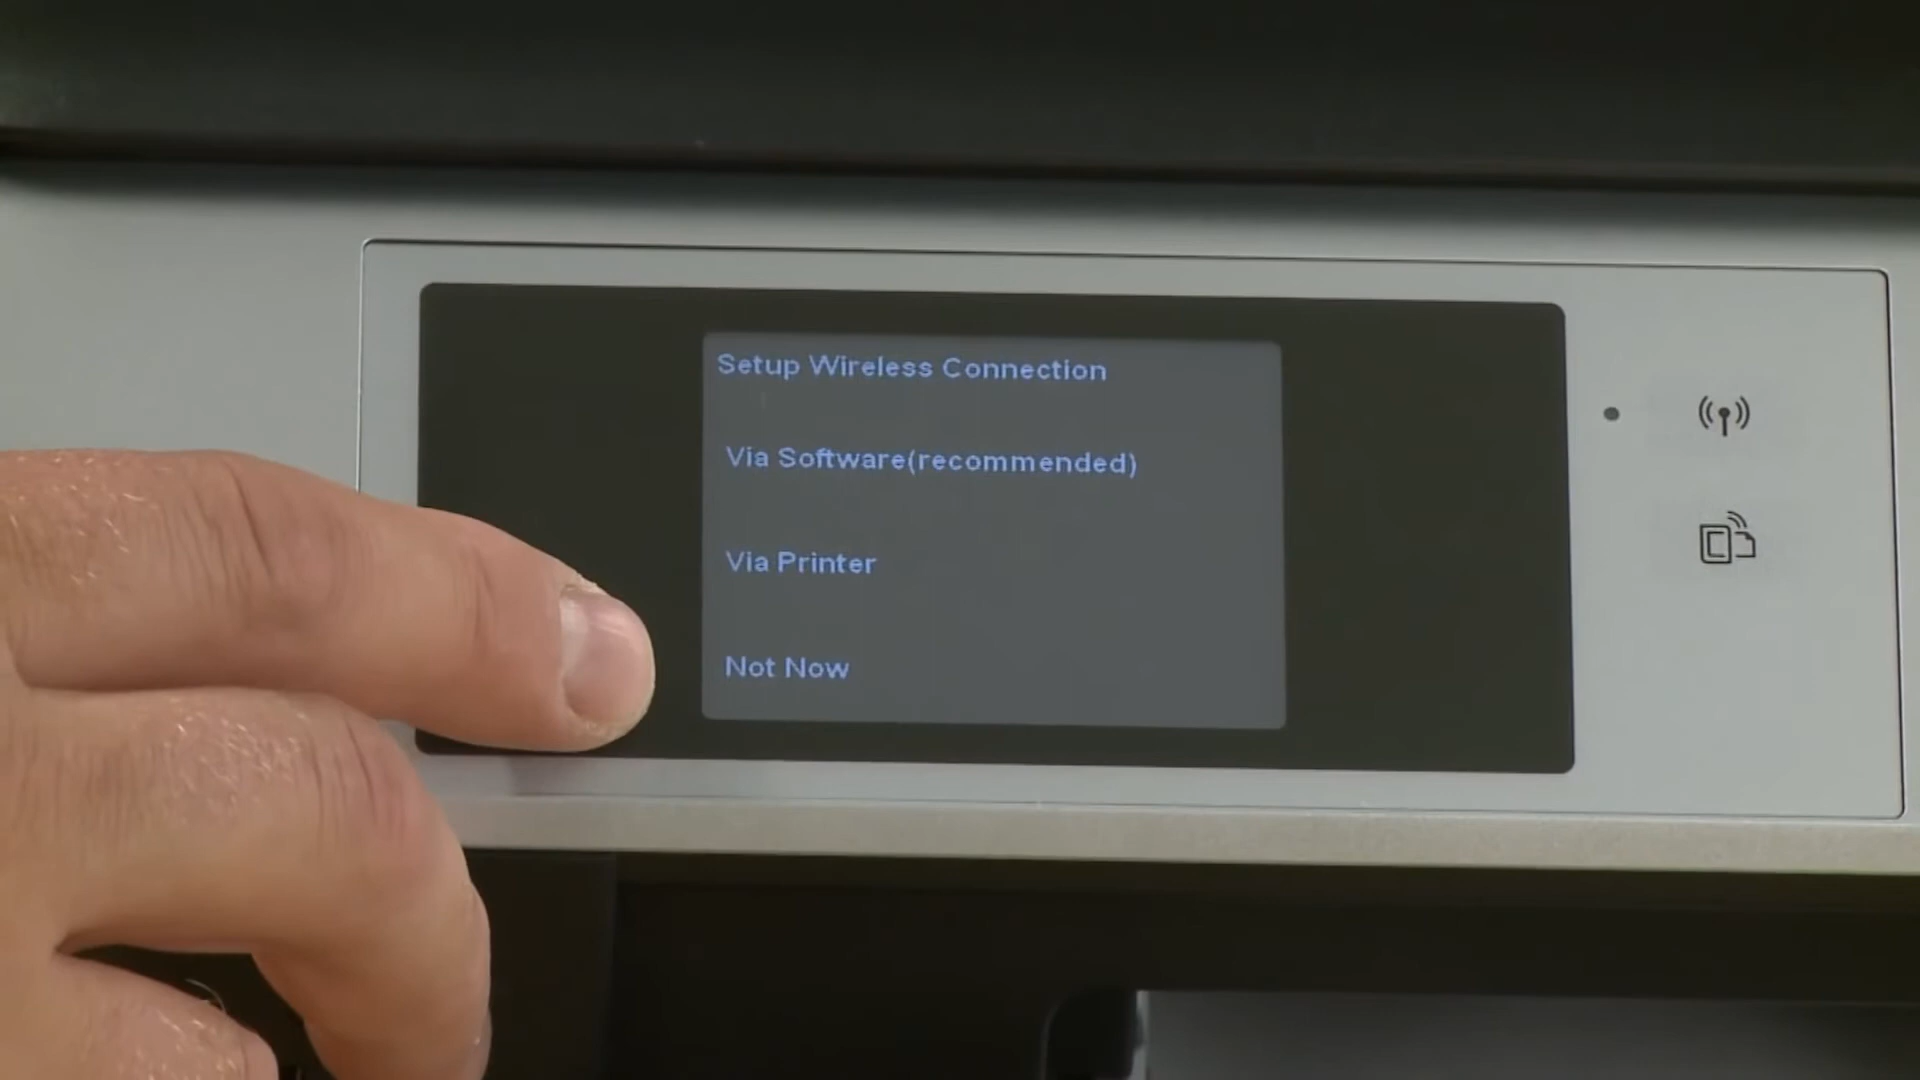 Setup Wireless Connection
Via Software(recommended)
Via Printer
Not Now